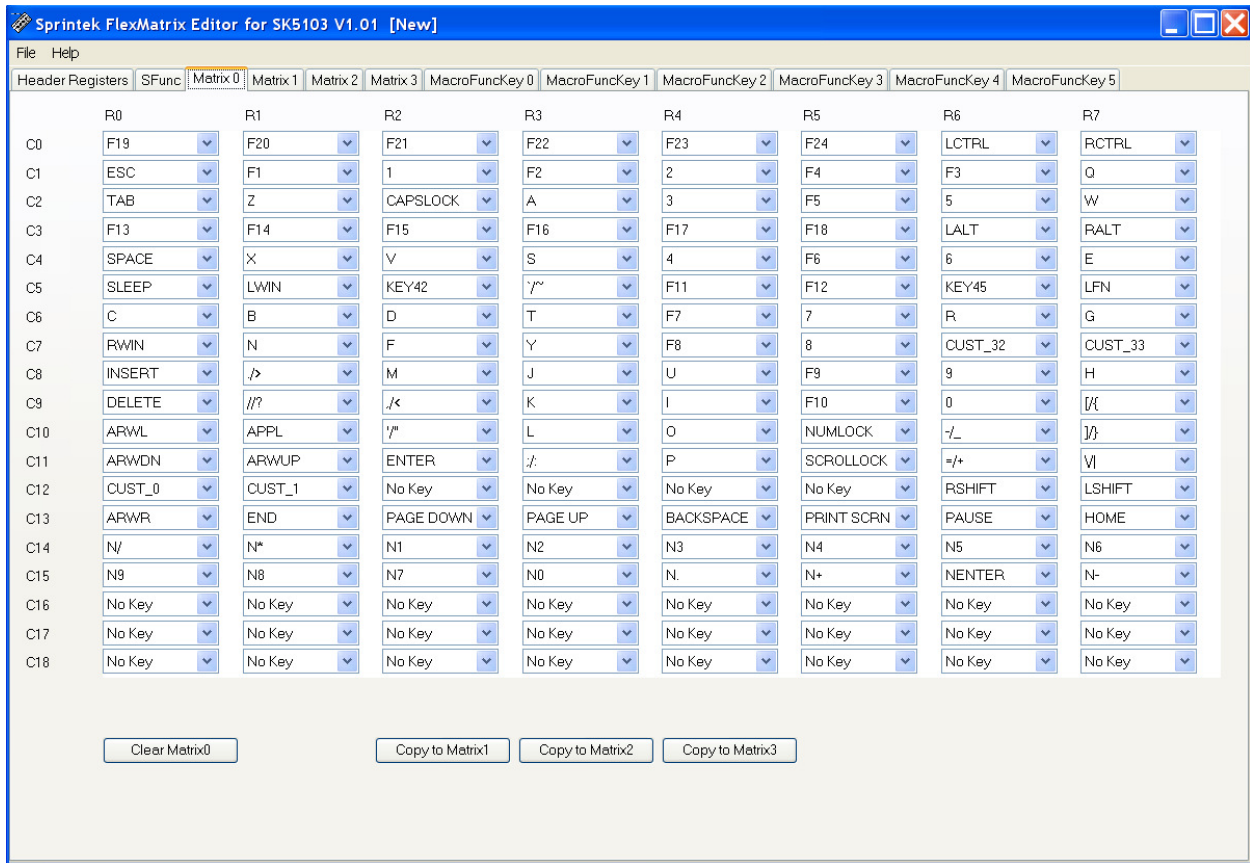 Sprintek FlexMatrix Editor for SK5103 V1.01 [New]
File Help
Header Registers SFunc Matrix 0 Matrix 1 Matrix 2 Matrix 3 MacroFuncKey 0 MacroFuncKey 1 MacroFuncKey 2 MacroFuncKey 3 MacroFuncKey 4 MacroFuncKey 5
R0 R1 R2 R3 R4 R5 R6 R7
C0 F19 F20 F21 F22 F23 F24 LCTRL RCTRL
C1 ESC F1 1 F2 2 F4 F3 Q
C2 TAB Z CAPSLOCK A 3 F5 5 W
C3 F13 F14 F15 F16 F17 F18 LALT RALT
C4 SPACE X V S 4 F6 6 E
C5 SLEEP LWIN KEY42 `/~ F11 F12 KEY45 LFN
C6 C B D T F7 7 R G
C7 RWIN N F Y F8 8 CUST_32 CUST_33
C8 INSERT ./> M J U F9 9 H
C9 DELETE //? ,/< K I F10 0 [/{
C10 ARWL APPL '/" L O NUMLOCK -/_ ]/}
C11 ARWDN ARWUP ENTER ;/: P SCROLLOCK =/+ \/|
C12 CUST_0 CUST_1 No Key No Key No Key No Key RSHIFT LSHIFT
C13 ARWR END PAGE DOWN PAGE UP BACKSPACE PRINT SCRN PAUSE HOME
C14 N/ N* N1 N2 N3 N4 N5 N6
C15 N9 N8 N7 N0 N. N+ NENTER N-
C16 No Key No Key No Key No Key No Key No Key No Key No Key
C17 No Key No Key No Key No Key No Key No Key No Key No Key
C18 No Key No Key No Key No Key No Key No Key No Key No Key
Clear Matrix0 Copy to Matrix1 Copy to Matrix2 Copy to Matrix3